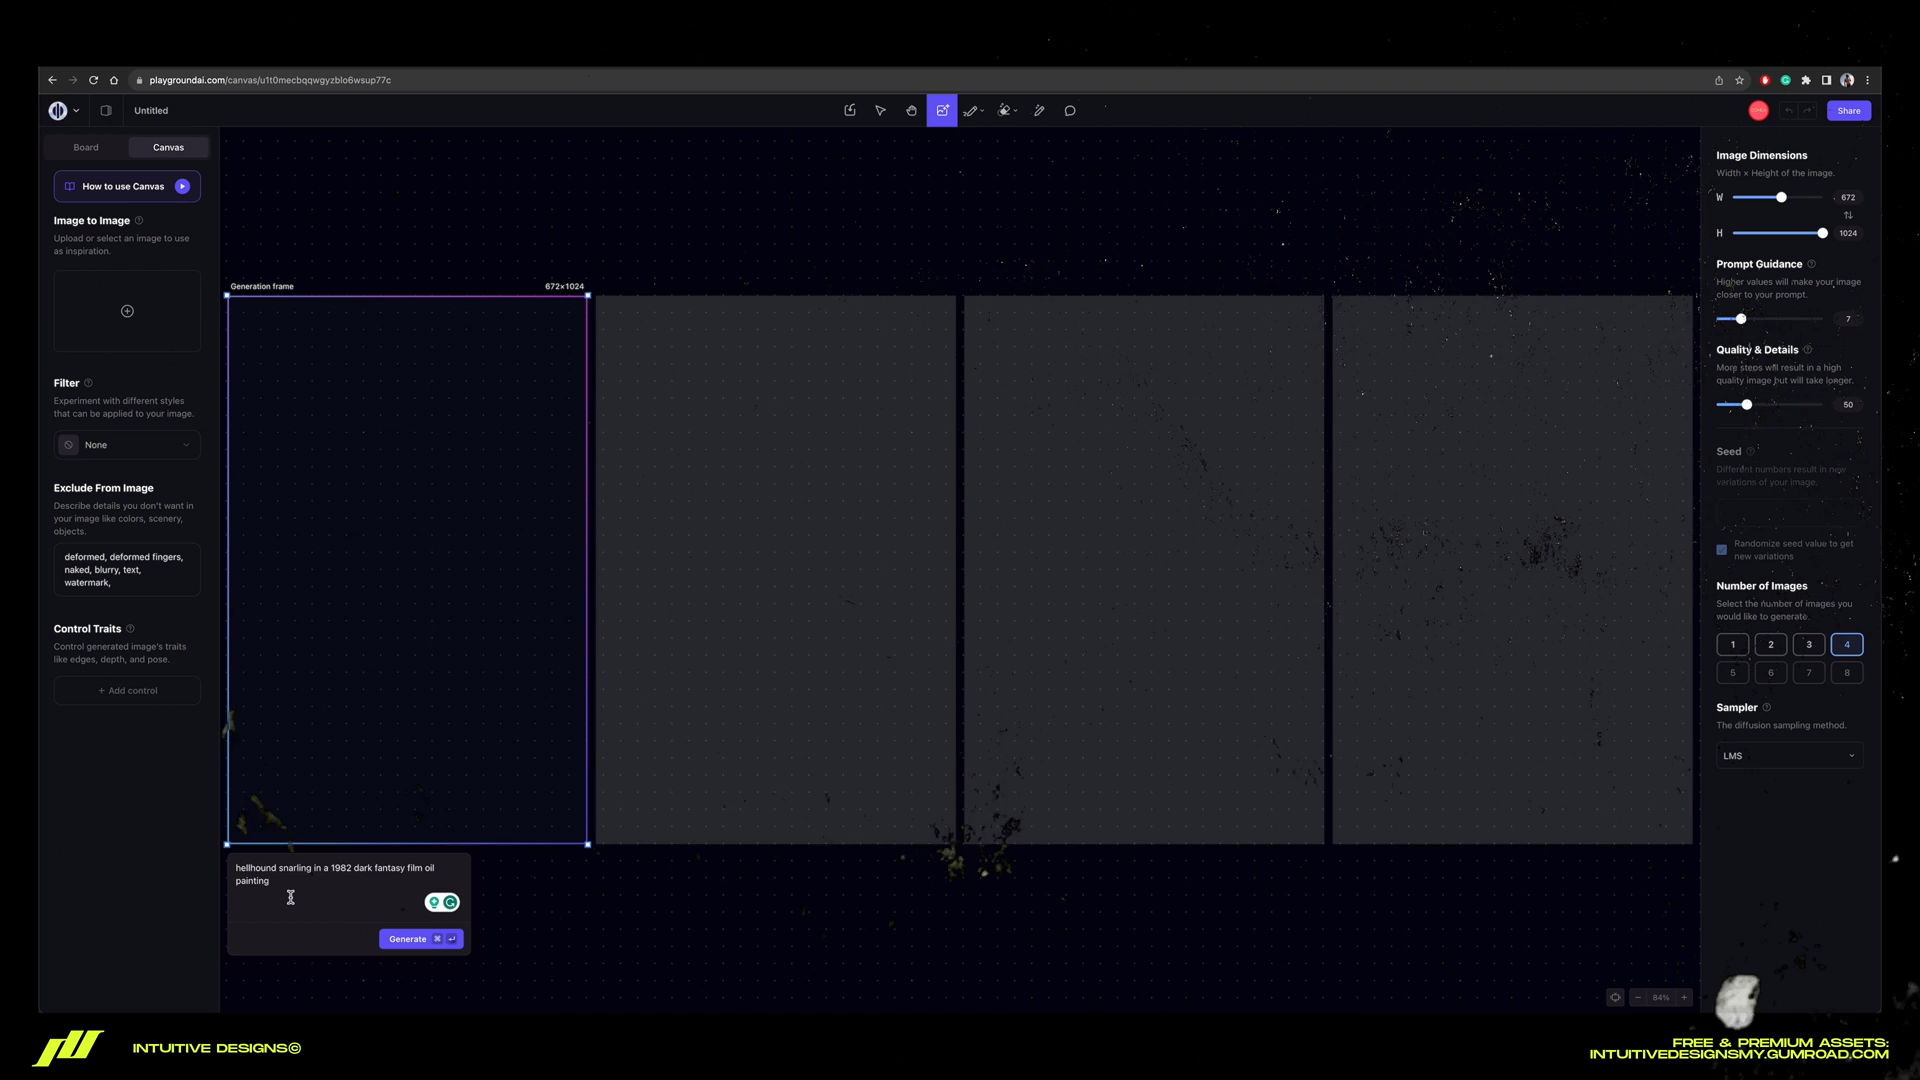 playgroundai.com/canvas/u1t0mecbqqwgyzblo6wsup77c
Untitled
Share
Board
Canvas
How to use Canvas
Image to Image
Upload or select an image to use
as inspiration.
Filter
Experiment with different styles
that can be applied to your image.
None
Exclude From Image
Describe details you don't want in
your image like colors, scenery,
objects.
deformed, deformed fingers,
naked, blurry, text,
watermark,
Control Traits
Control generated image's traits
like edges, depth, and pose.
+ Add control
Generation frame
672×1024
hellhound snarling in a 1982 dark fantasy film oil
painting
Generate
Image Dimensions
Width × Height of the image.
W
672
H
1024
Prompt Guidance
Higher values will make your image
closer to your prompt.
7
Quality & Details
More steps will result in a high
quality image but will take longer.
50
Seed
Different numbers result in new
variations of your image.
Randomize seed value to get
new variations
Number of Images
Select the number of images you
would like to generate.
1
2
3
4
5
6
7
8
Sampler
The diffusion sampling method.
LMS
84%
INTUITIVE DESIGNS©
FREE & PREMIUM ASSETS:
INTUITIVEDESIGNSMY.GUMROAD.COM